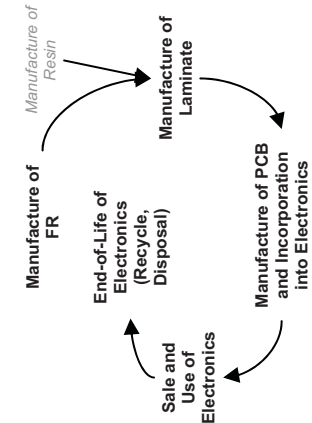 Manufacture of
FR
Manufacture of
Resin
Manufacture of
Laminate
Manufacture of PCB
and Incorporation
into Electronics
Sale and
Use of
Electronics
End-of-Life of
Electronics
(Recycle,
Disposal)